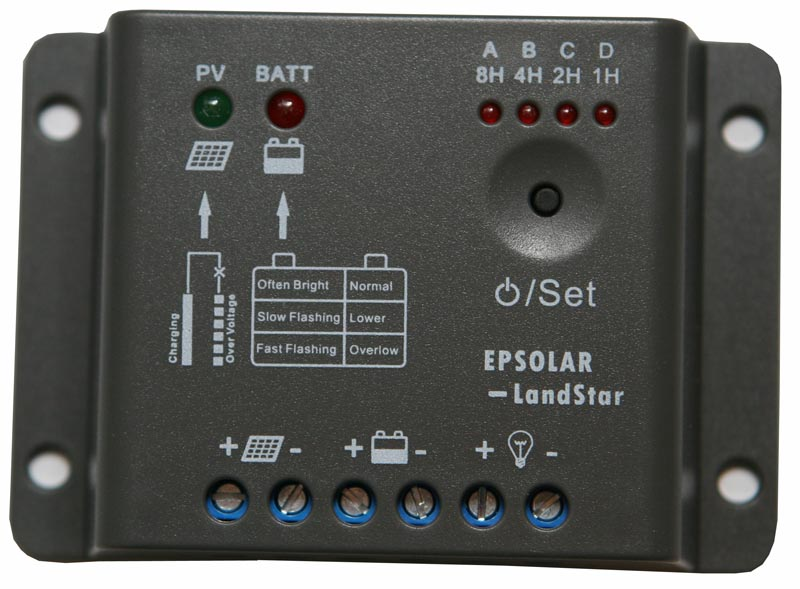 PV BATT
A B C D
8H 4H 2H 1H
Charging
Over Voltage
Often Bright Normal
Slow Flashing Lower
Fast Flashing Overlow
/Set
EPSOLAR
-LandStar
+ - + - + -